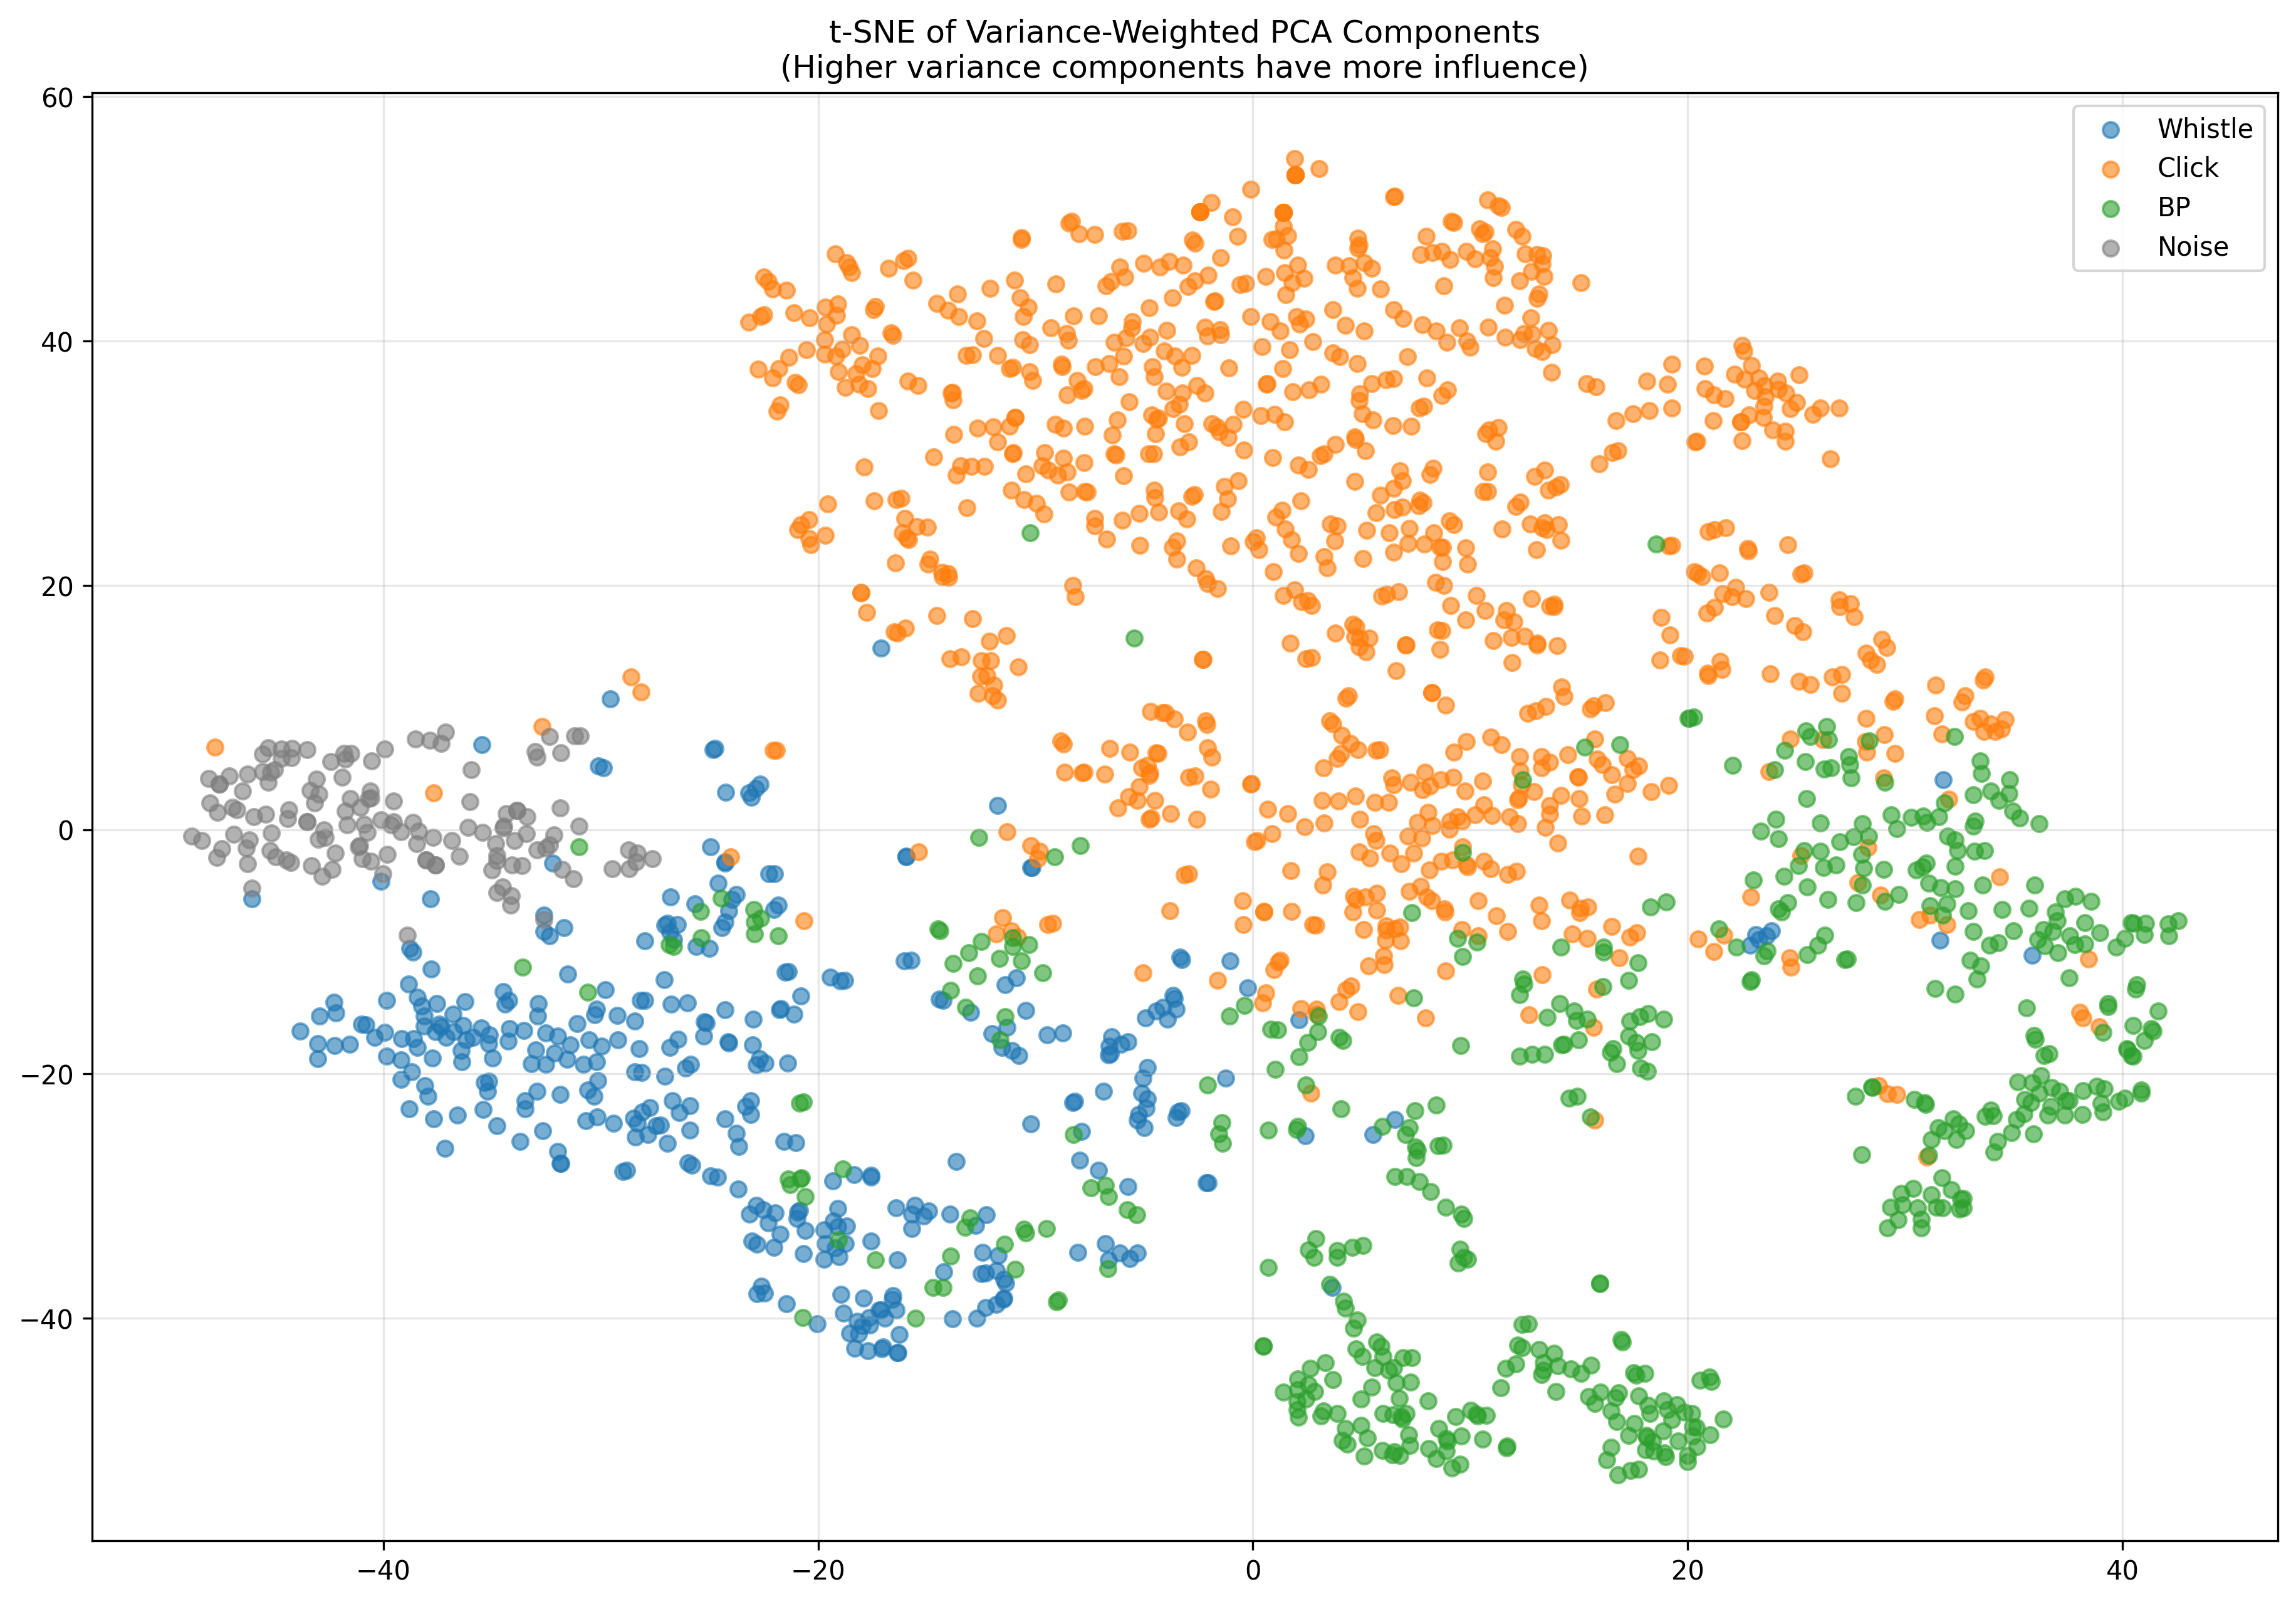 t-SNE of Variance-Weighted PCA Components
(Higher variance components have more influence)
60
40
20
0
−20
−40
−40
−20
0
20
40
Whistle
Click
BP
Noise